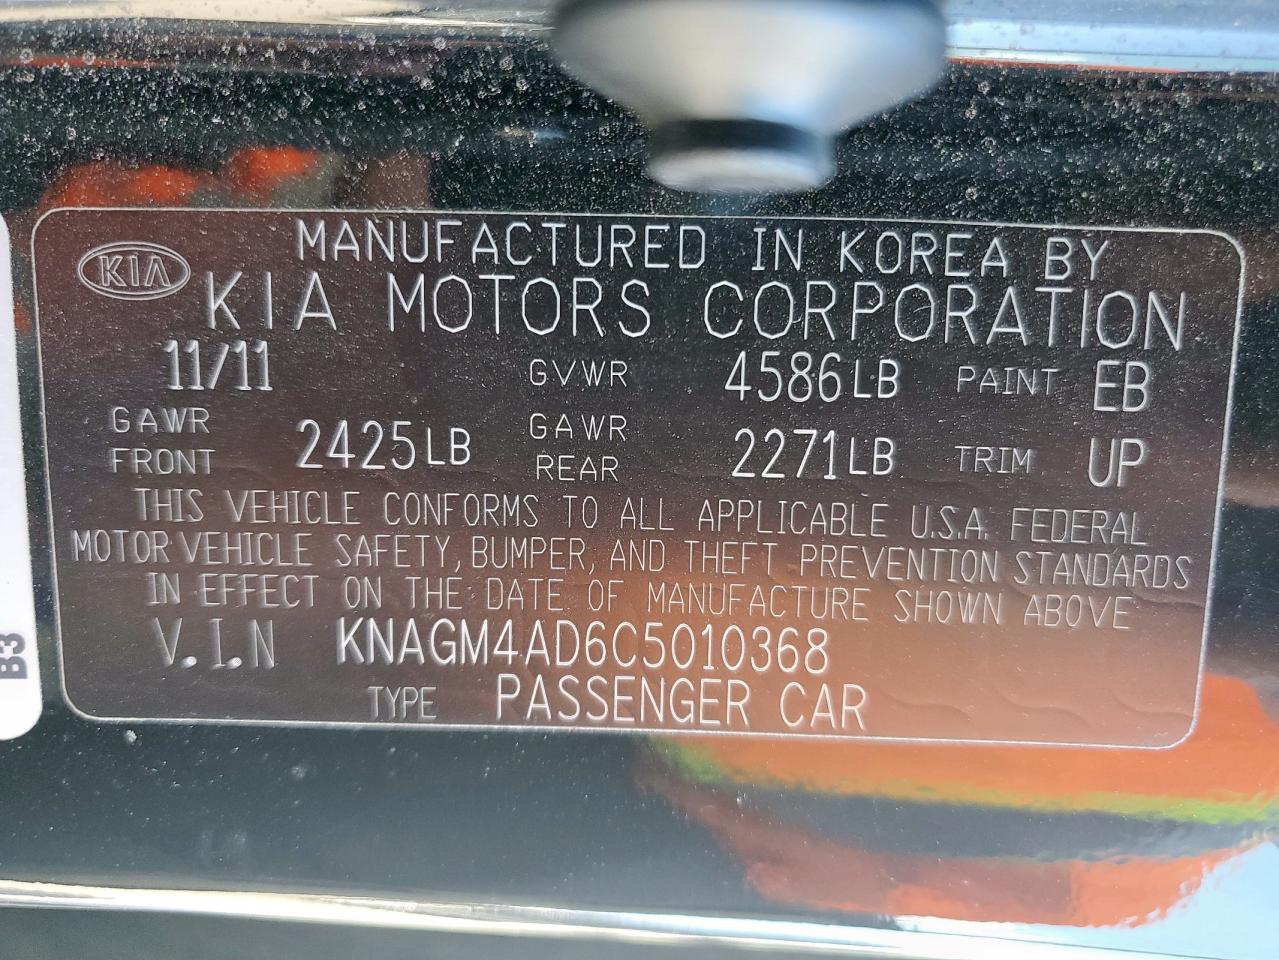 MANUFACTURED IN KOREA BY
KIA
KIA MOTORS CORPORATION
11/11 GVWR 4586LB PAINT EB
GAWR FRONT 2425LB GAWR REAR 2271LB TRIM UP
THIS VEHICLE CONFORMS TO ALL APPLICABLE U.S.A. FEDERAL
MOTOR VEHICLE SAFETY, BUMPER, AND THEFT PREVENTION STANDARDS
IN EFFECT ON THE DATE OF MANUFACTURE SHOWN ABOVE
V.I.N KNAGM4AD6C5010368
TYPE PASSENGER CAR
B3